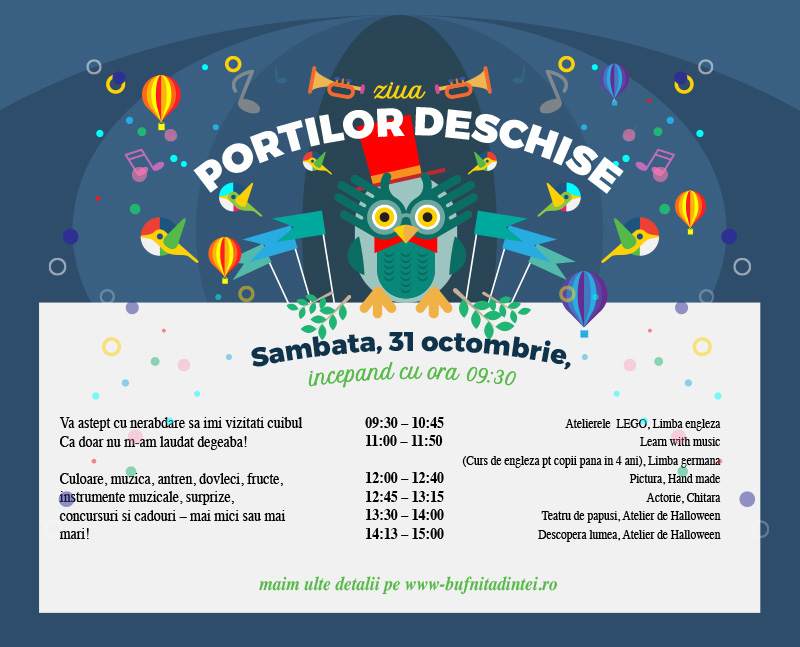 ziua
PORTILOR DESCHISE
Sambata, 31 octombrie,
incepand cu ora 09:30
Va astept cu nerabdare sa imi vizitati cuibul
Ca doar nu m-am laudat degeaba!
Culoare, muzica, antren, dovleci, fructe,
instrumente muzicale, surprize,
concursuri si cadouri – mai mici sau mai
mari!
09:30 – 10:45
11:00 – 11:50
12:00 – 12:40
12:45 – 13:15
13:30 – 14:00
14:13 – 15:00
Atelierele LEGO, Limba engleza
Learn with music
(Curs de engleza pt copii pana in 4 ani), Limba germana
Pictura, Hand made
Actorie, Chitara
Teatru de papusi, Atelier de Halloween
Descopera lumea, Atelier de Halloween
maim ulte detalii pe www-bufnitadintei.ro